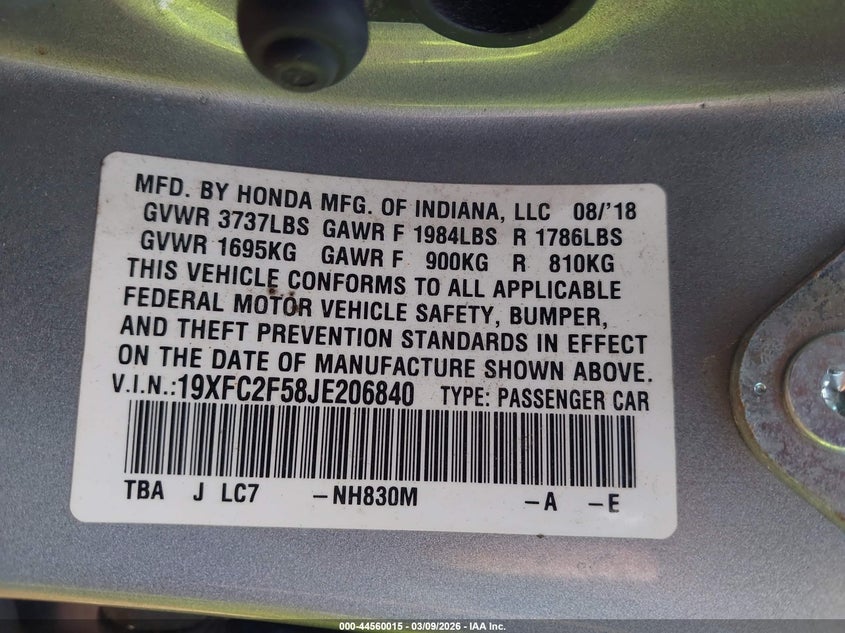 MFD. BY HONDA MFG. OF INDIANA, LLC 08/'18
GVWR 3737LBS GAWR F 1984LBS R 1786LBS
GVWR 1695KG GAWR F 900KG R 810KG
THIS VEHICLE CONFORMS TO ALL APPLICABLE
FEDERAL MOTOR VEHICLE SAFETY, BUMPER,
AND THEFT PREVENTION STANDARDS IN EFFECT
ON THE DATE OF MANUFACTURE SHOWN ABOVE.
V.I.N.:19XFC2F58JE206840 TYPE: PASSENGER CAR
TBA J LC7 –NH830M –A –E
000-44560015 — 03/09/2026 — IAA Inc.